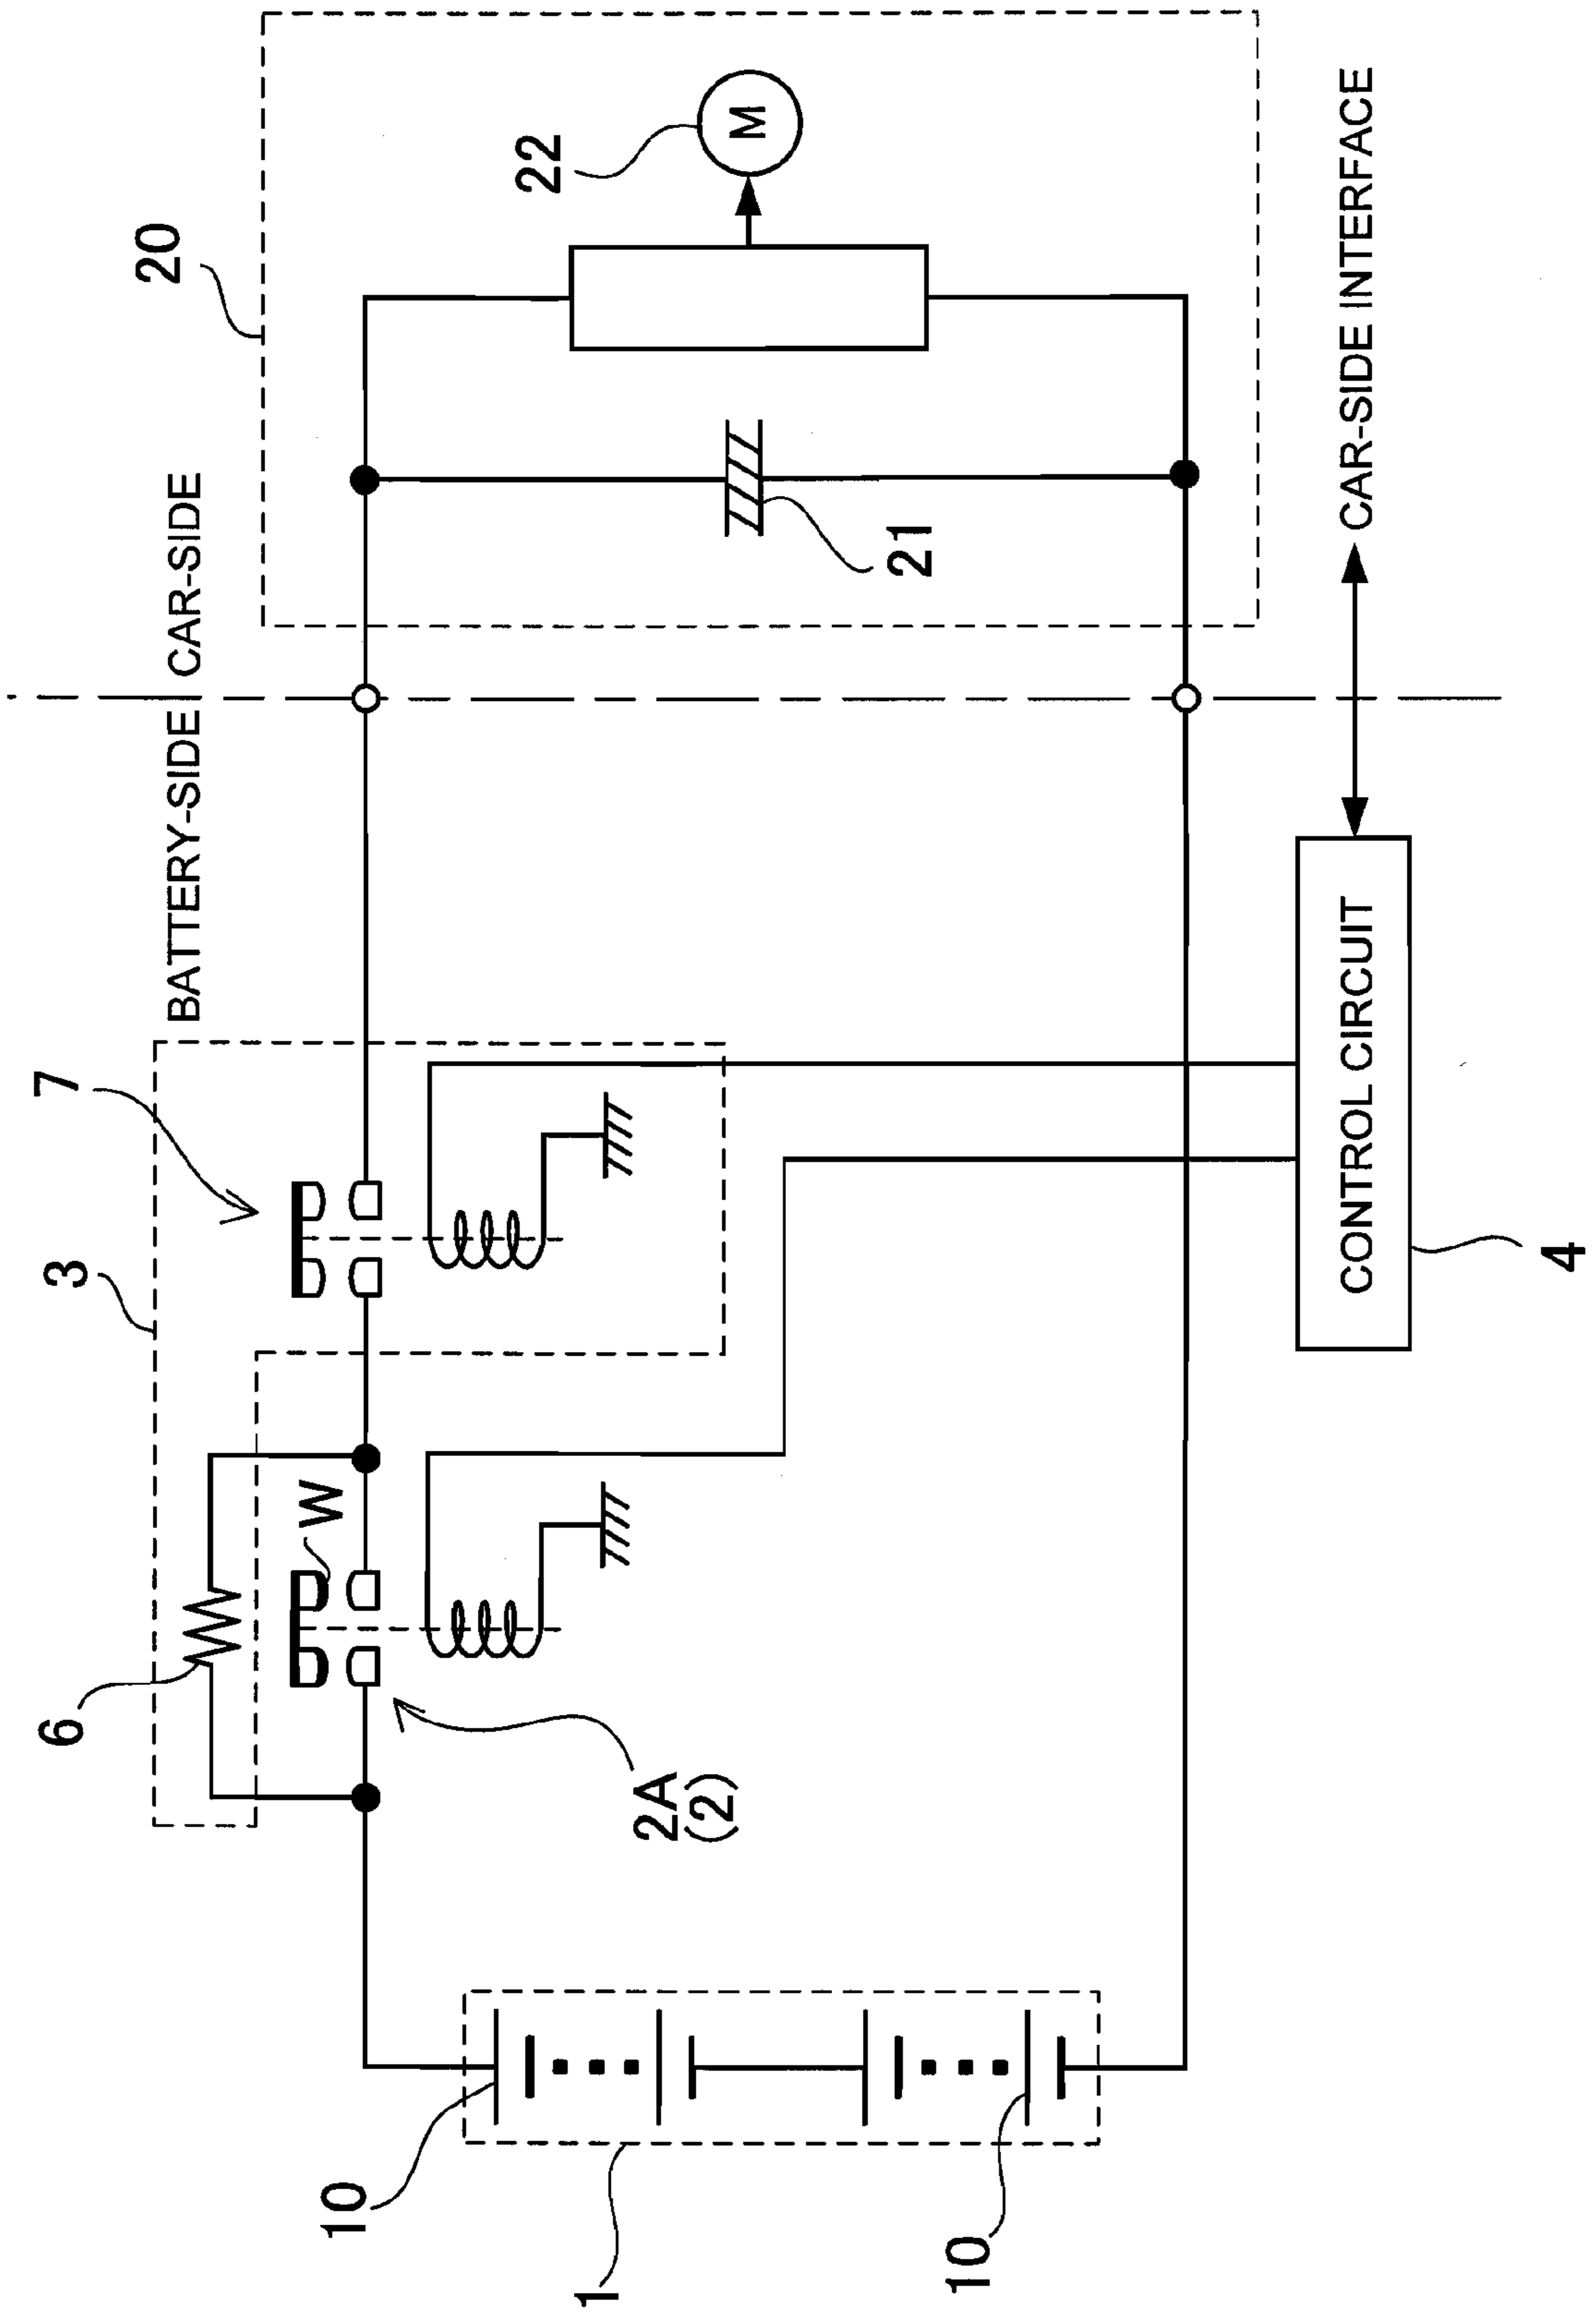 3
7
BATTERY-SIDE
CAR-SIDE
20
6
W
22
M
2A
(2)
21
10
1
10
CONTROL CIRCUIT
CAR-SIDE INTERFACE
4